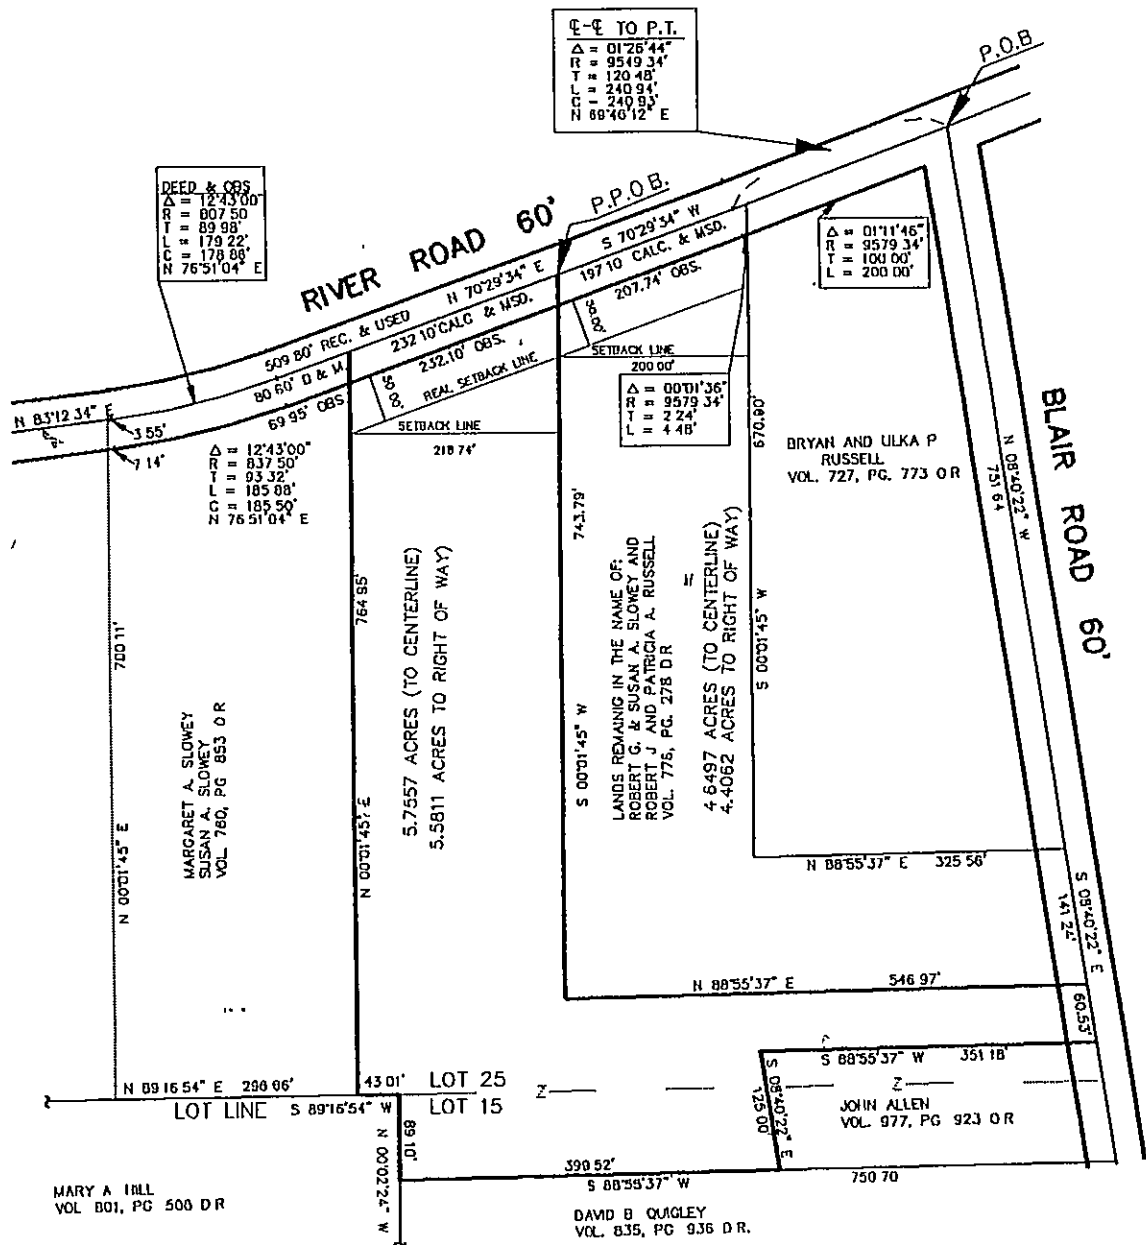 ℄-℄ TO P.T.
Δ = 01°26'44"
R = 9549 34'
T = 120 48'
L = 240 94'
C - 240 93'
N 69°46'12" E
P.O.B
DEED & OBS
Δ = 12°43'00"
R = 807 50
T = 89 98'
L = 179 22'
C = 178 86'
N 76°51'04" E
RIVER ROAD 60'
P.P.O.B.
S 70°29'34" W
197 10 CALC. & MSD.
207.74' OBS.
Δ = 01°11'46"
R = 9579 34'
T = 100 00'
L = 200 00'
N 70°29'34" E
509 80' REC. & USED
232 10' CALC & MSD.
232.10' OBS.
80 60' D & M.
69 95' OBS
REAL SETBACK LINE
50 00'
50.00'
SETBACK LINE
200 00'
SETBACK LINE
218 74'
Δ = 00°01'36"
R = 9579 34'
T = 2 24'
L = 4 48'
N 83°12 34" E
3 55'
7 14'
Δ = 12°43'00"
R = 837 50'
T = 93 32'
L = 185 88'
C = 185 50'
N 76 51'04" E
BRYAN AND ULKA P
RUSSELL
VOL. 727, PG. 773 O R
BLAIR ROAD 60'
N 08°40'22" W
751 64
670.80'
S 00°01'45" W
743.79'
S 00°01'45" W
764 85'
N 00°01'45" E
700 11'
N 00°01'45" E
MARGARET A. SLOWEY
SUSAN A. SLOWEY
VOL 760, PG 853 O R
5.7557 ACRES (TO CENTERLINE)
5.5811 ACRES TO RIGHT OF WAY)
LANDS REMAINING IN THE NAME OF:
ROBERT G. & SUSAN A. SLOWEY AND
ROBERT J AND PATRICIA A. RUSSELL
VOL. 776, PG. 278 D R
4 6497 ACRES (TO CENTERLINE)
4.4062 ACRES TO RIGHT OF WAY)
N 88°55'37" E 325 56'
S 08°40'22" E
141 24'
N 88°55'37" E 546 97'
60.53'
S 88°55'37" W 351 18'
S 08°40'22" E
125 00'
N 89 16 54" E 298 06'
43 01'
LOT 25
LOT LINE
S 89°16'54" W
LOT 15
Z
Z
JOHN ALLEN
VOL. 977, PG 923 O R
89 10'
N 00°02'24" W
390 52'
S 88°55'37" W
750 70
MARY A HILL
VOL 801, PG 506 D R
DAVID B QUIGLEY
VOL. 835, PG 936 D R.